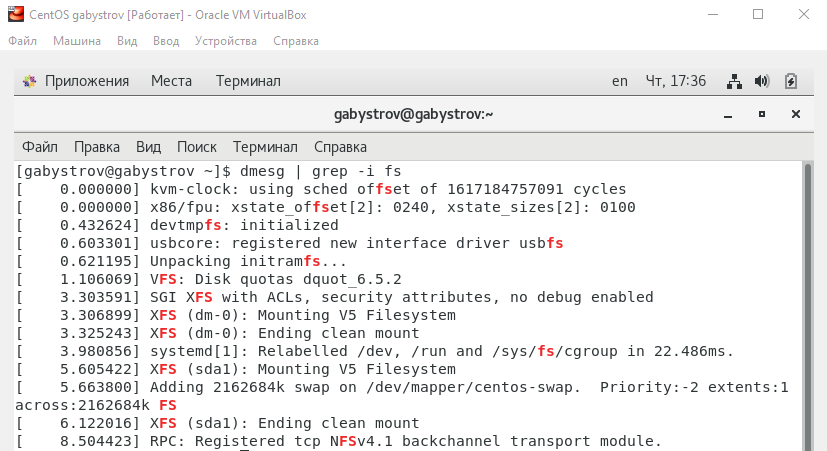 CentOS gabystrov [Работает] - Oracle VM VirtualBox
Файл Машина Вид Ввод Устройства Справка
Приложения Места Терминал en Чт, 17:36
gabystrov@gabystrov:~
Файл Правка Вид Поиск Терминал Справка
[gabystrov@gabystrov ~]$ dmesg | grep -i fs
[    0.000000] kvm-clock: using sched offset of 1617184757091 cycles
[    0.000000] x86/fpu: xstate_offset[2]: 0240, xstate_sizes[2]: 0100
[    0.432624] devtmpfs: initialized
[    0.603301] usbcore: registered new interface driver usbfs
[    0.621195] Unpacking initramfs...
[    1.106069] VFS: Disk quotas dquot_6.5.2
[    3.303591] SGI XFS with ACLs, security attributes, no debug enabled
[    3.306899] XFS (dm-0): Mounting V5 Filesystem
[    3.325243] XFS (dm-0): Ending clean mount
[    3.980856] systemd[1]: Relabelled /dev, /run and /sys/fs/cgroup in 22.486ms.
[    5.605422] XFS (sda1): Mounting V5 Filesystem
[    5.663800] Adding 2162684k swap on /dev/mapper/centos-swap.  Priority:-2 extents:1
across:2162684k FS
[    6.122016] XFS (sda1): Ending clean mount
[    8.504423] RPC: Registered tcp NFSv4.1 backchannel transport module.